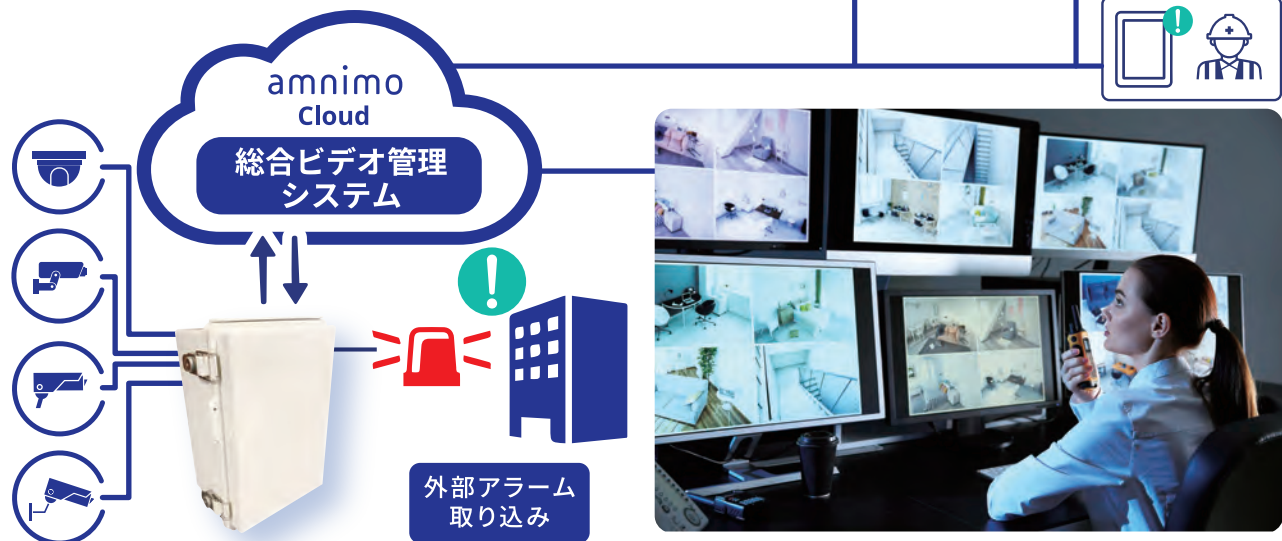 amnimo
Cloud
総合ビデオ管理
システム
外部アラーム
取り込み